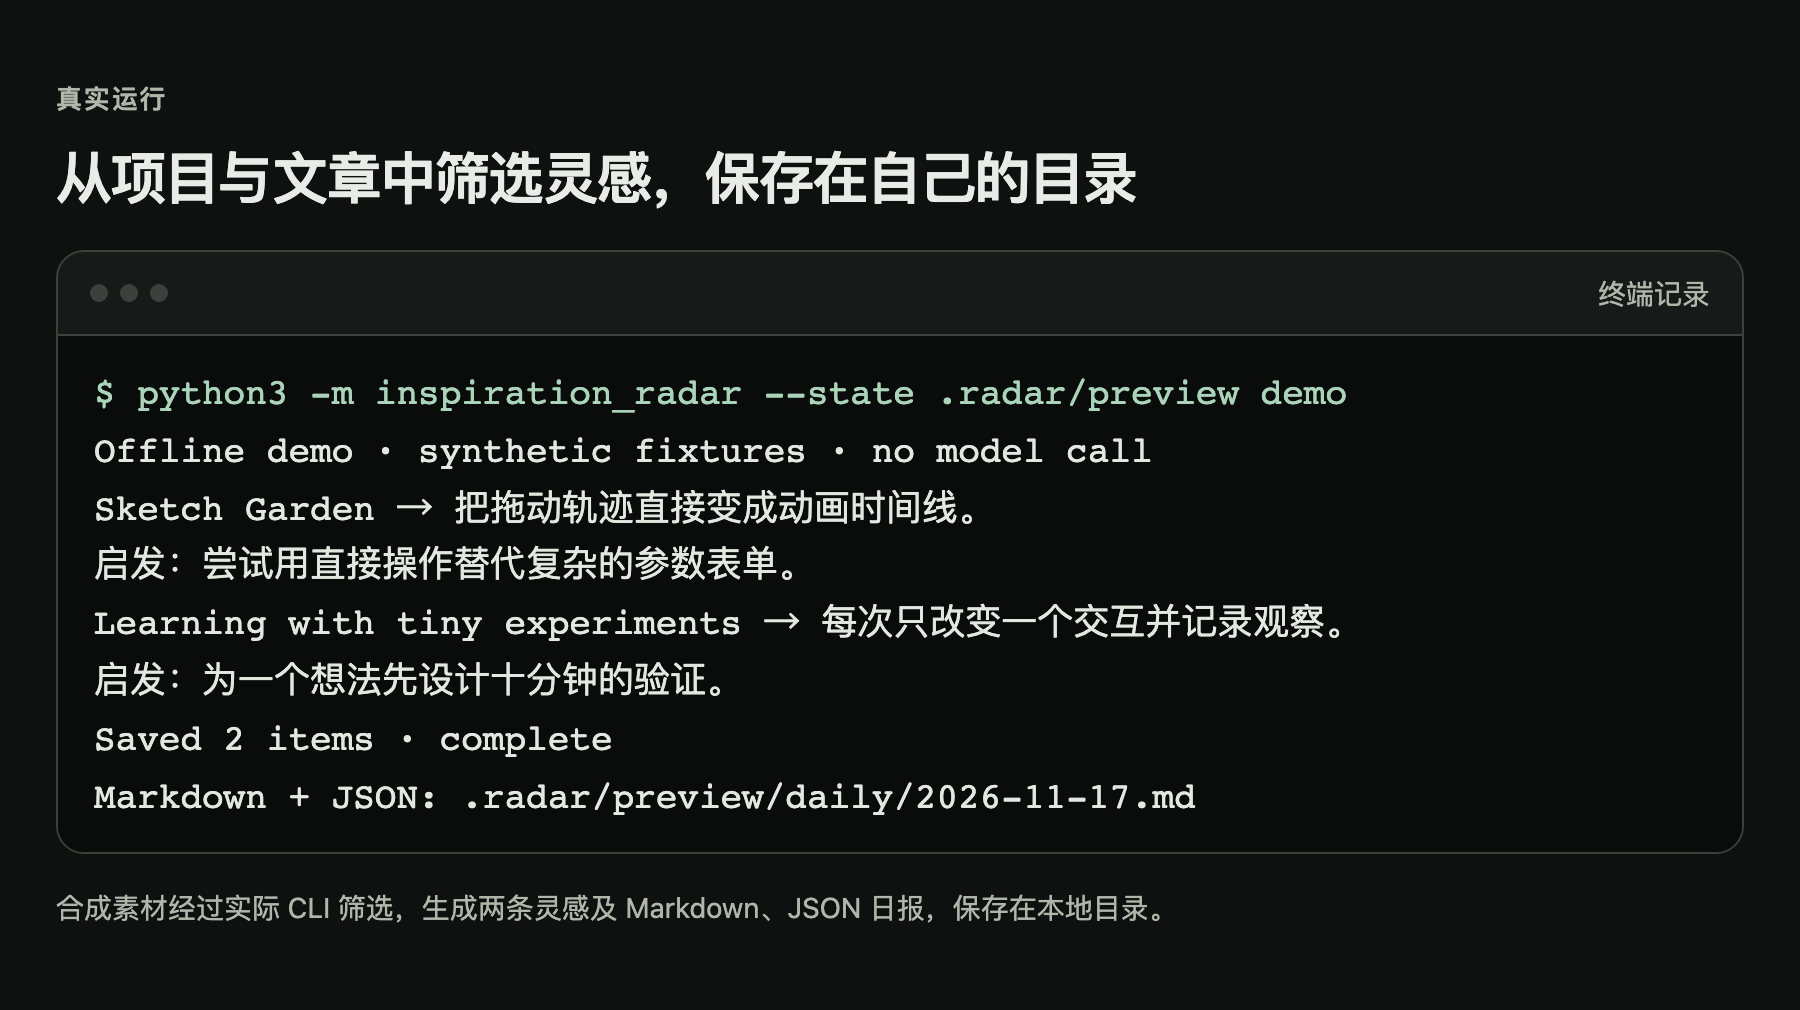 真实运行
从项目与文章中筛选灵感，保存在自己的目录
终端记录
$ python3 -m inspiration_radar --state .radar/preview demo
Offline demo · synthetic fixtures · no model call
Sketch Garden → 把拖动轨迹直接变成动画时间线。
启发：尝试用直接操作替代复杂的参数表单。
Learning with tiny experiments → 每次只改变一个交互并记录观察。
启发：为一个想法先设计十分钟的验证。
Saved 2 items · complete
Markdown + JSON: .radar/preview/daily/2026-11-17.md
合成素材经过实际 CLI 筛选，生成两条灵感及 Markdown、JSON 日报，保存在本地目录。